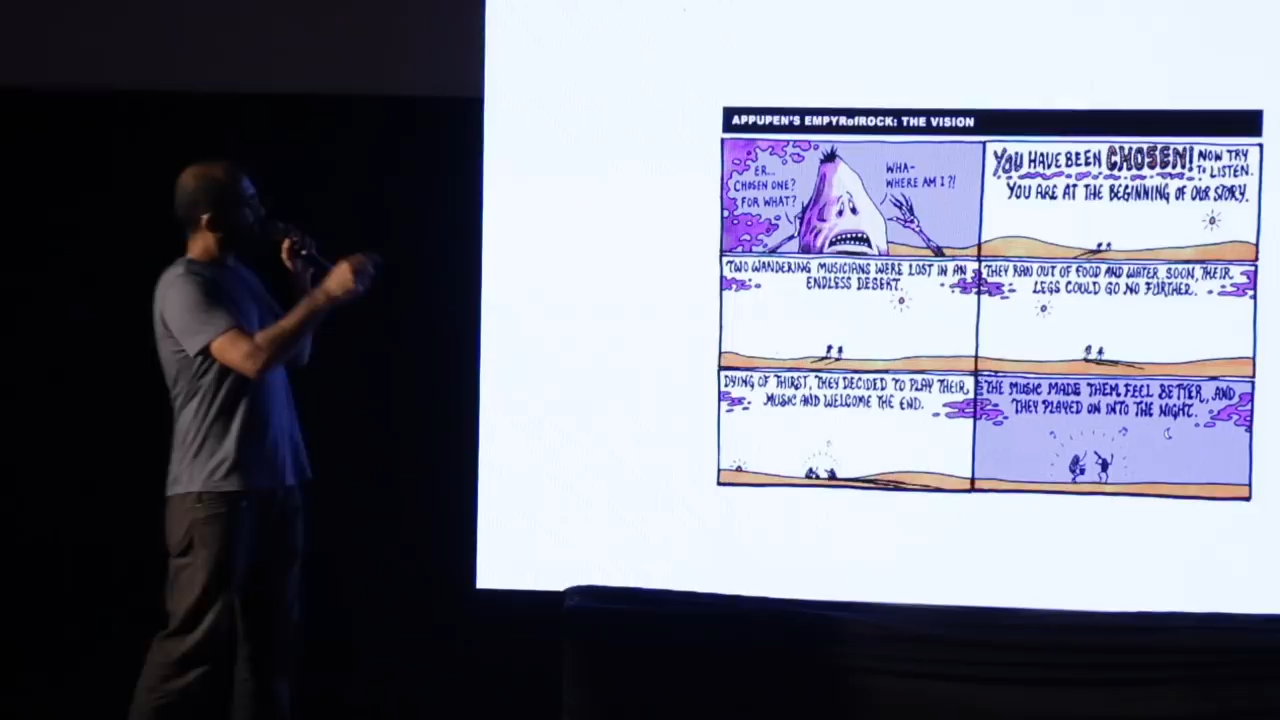 APPUPEN'S EMPYRofROCK: THE VISION
ER...
CHOSEN ONE?
FOR WHAT?
WHA-
WHERE AM I?!
YOU HAVE BEEN CHOSEN! NOW TRY
TO LISTEN.
YOU ARE AT THE BEGINNING OF OUR STORY.
TWO WANDERING MUSICIANS WERE LOST IN AN
ENDLESS DESERT.
THEY RAN OUT OF FOOD AND WATER. SOON, THEIR
LEGS COULD GO NO FURTHER.
DYING OF THIRST, THEY DECIDED TO PLAY THEIR
MUSIC AND WELCOME THE END.
THE MUSIC MADE THEM FEEL BETTER, AND
THEY PLAYED ON INTO THE NIGHT.